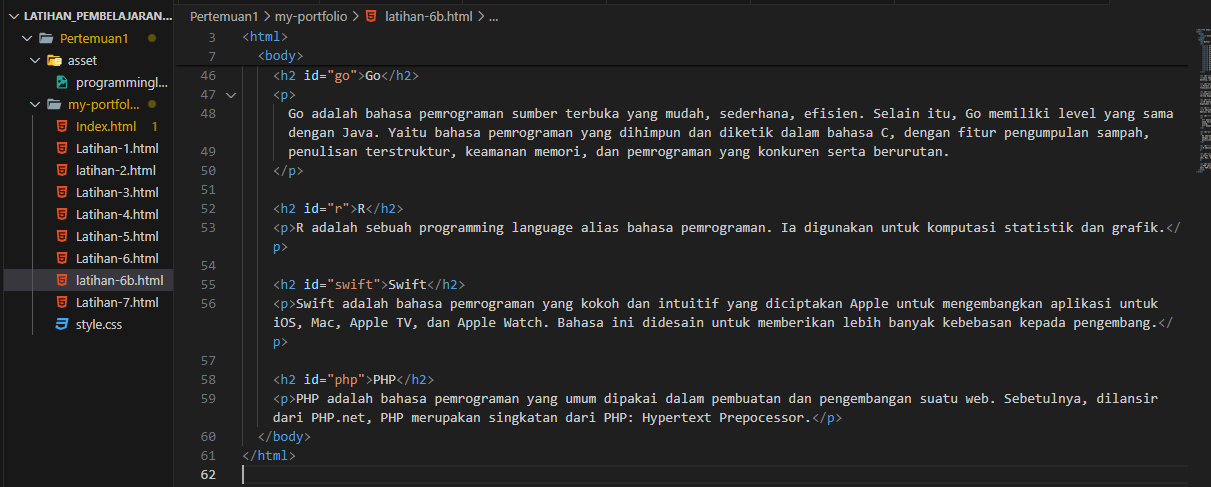 LATIHAN_PEMBELAJARAN...
Pertemuan1
asset
programmingl...
my-portfol...
Index.html 1
Latihan-1.html
latihan-2.html
Latihan-3.html
Latihan-4.html
Latihan-5.html
Latihan-6.html
latihan-6b.html
Latihan-7.html
style.css
Pertemuan1 > my-portfolio > latihan-6b.html > ...
3 <html>
7 <body>
46 <h2 id="go">Go</h2>
47 <p>
48 Go adalah bahasa pemrograman sumber terbuka yang mudah, sederhana, efisien. Selain itu, Go memiliki level yang sama
dengan Java. Yaitu bahasa pemrograman yang dihimpun dan diketik dalam bahasa C, dengan fitur pengumpulan sampah,
49 penulisan terstruktur, keamanan memori, dan pemrograman yang konkuren serta berurutan.
50 </p>
51
52 <h2 id="r">R</h2>
53 <p>R adalah sebuah programming language alias bahasa pemrograman. Ia digunakan untuk komputasi statistik dan grafik.</
p>
54
55 <h2 id="swift">Swift</h2>
56 <p>Swift adalah bahasa pemrograman yang kokoh dan intuitif yang diciptakan Apple untuk mengembangkan aplikasi untuk
iOS, Mac, Apple TV, dan Apple Watch. Bahasa ini didesain untuk memberikan lebih banyak kebebasan kepada pengembang.</
p>
57
58 <h2 id="php">PHP</h2>
59 <p>PHP adalah bahasa pemrograman yang umum dipakai dalam pembuatan dan pengembangan suatu web. Sebetulnya, dilansir
dari PHP.net, PHP merupakan singkatan dari PHP: Hypertext Prepocessor.</p>
60 </body>
61 </html>
62